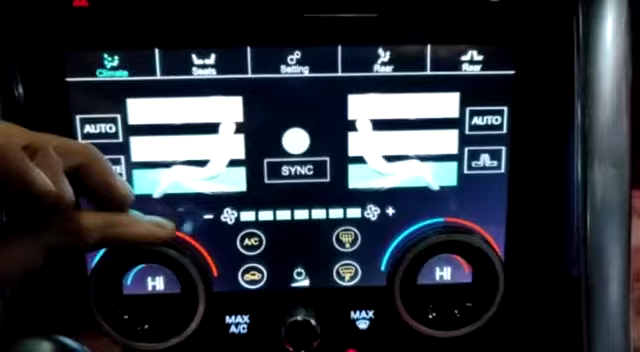 Climate
Seats
Setting
Rear
Rear
AUTO
AUTO
SYNC
- +
A/C
HI
HI
MAX
A/C
MAX